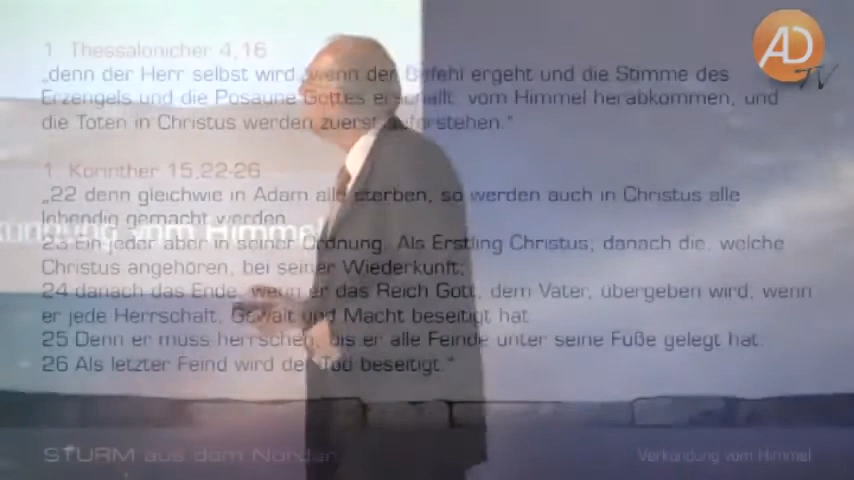 AD
TV
1. Thessalonicher 4,16
„denn der Herr selbst wird, wenn der Befehl ergeht und die Stimme des
Erzengels und die Posaune Gottes erschallt, vom Himmel herabkommen, und
die Toten in Christus werden zuerst auferstehen."
1. Korinther 15,22-26
„22 denn gleichwie in Adam alle sterben, so werden auch in Christus alle
lebendig gemacht werden.
vom Himmel
23 Ein jeder aber in seiner Ordnung: Als Erstling Christus; danach die, welche
Christus angehören, bei seiner Wiederkunft;
24 danach das Ende, wenn er das Reich Gott, dem Vater, übergeben wird, wenn
er jede Herrschaft, Gewalt und Macht beseitigt hat
25 Denn er muss herrschen, bis er alle Feinde unter seine Füße gelegt hat.
26 Als letzter Feind wird der Tod beseitigt."
STURM aus dem Norden
Verkündung vom Himmel